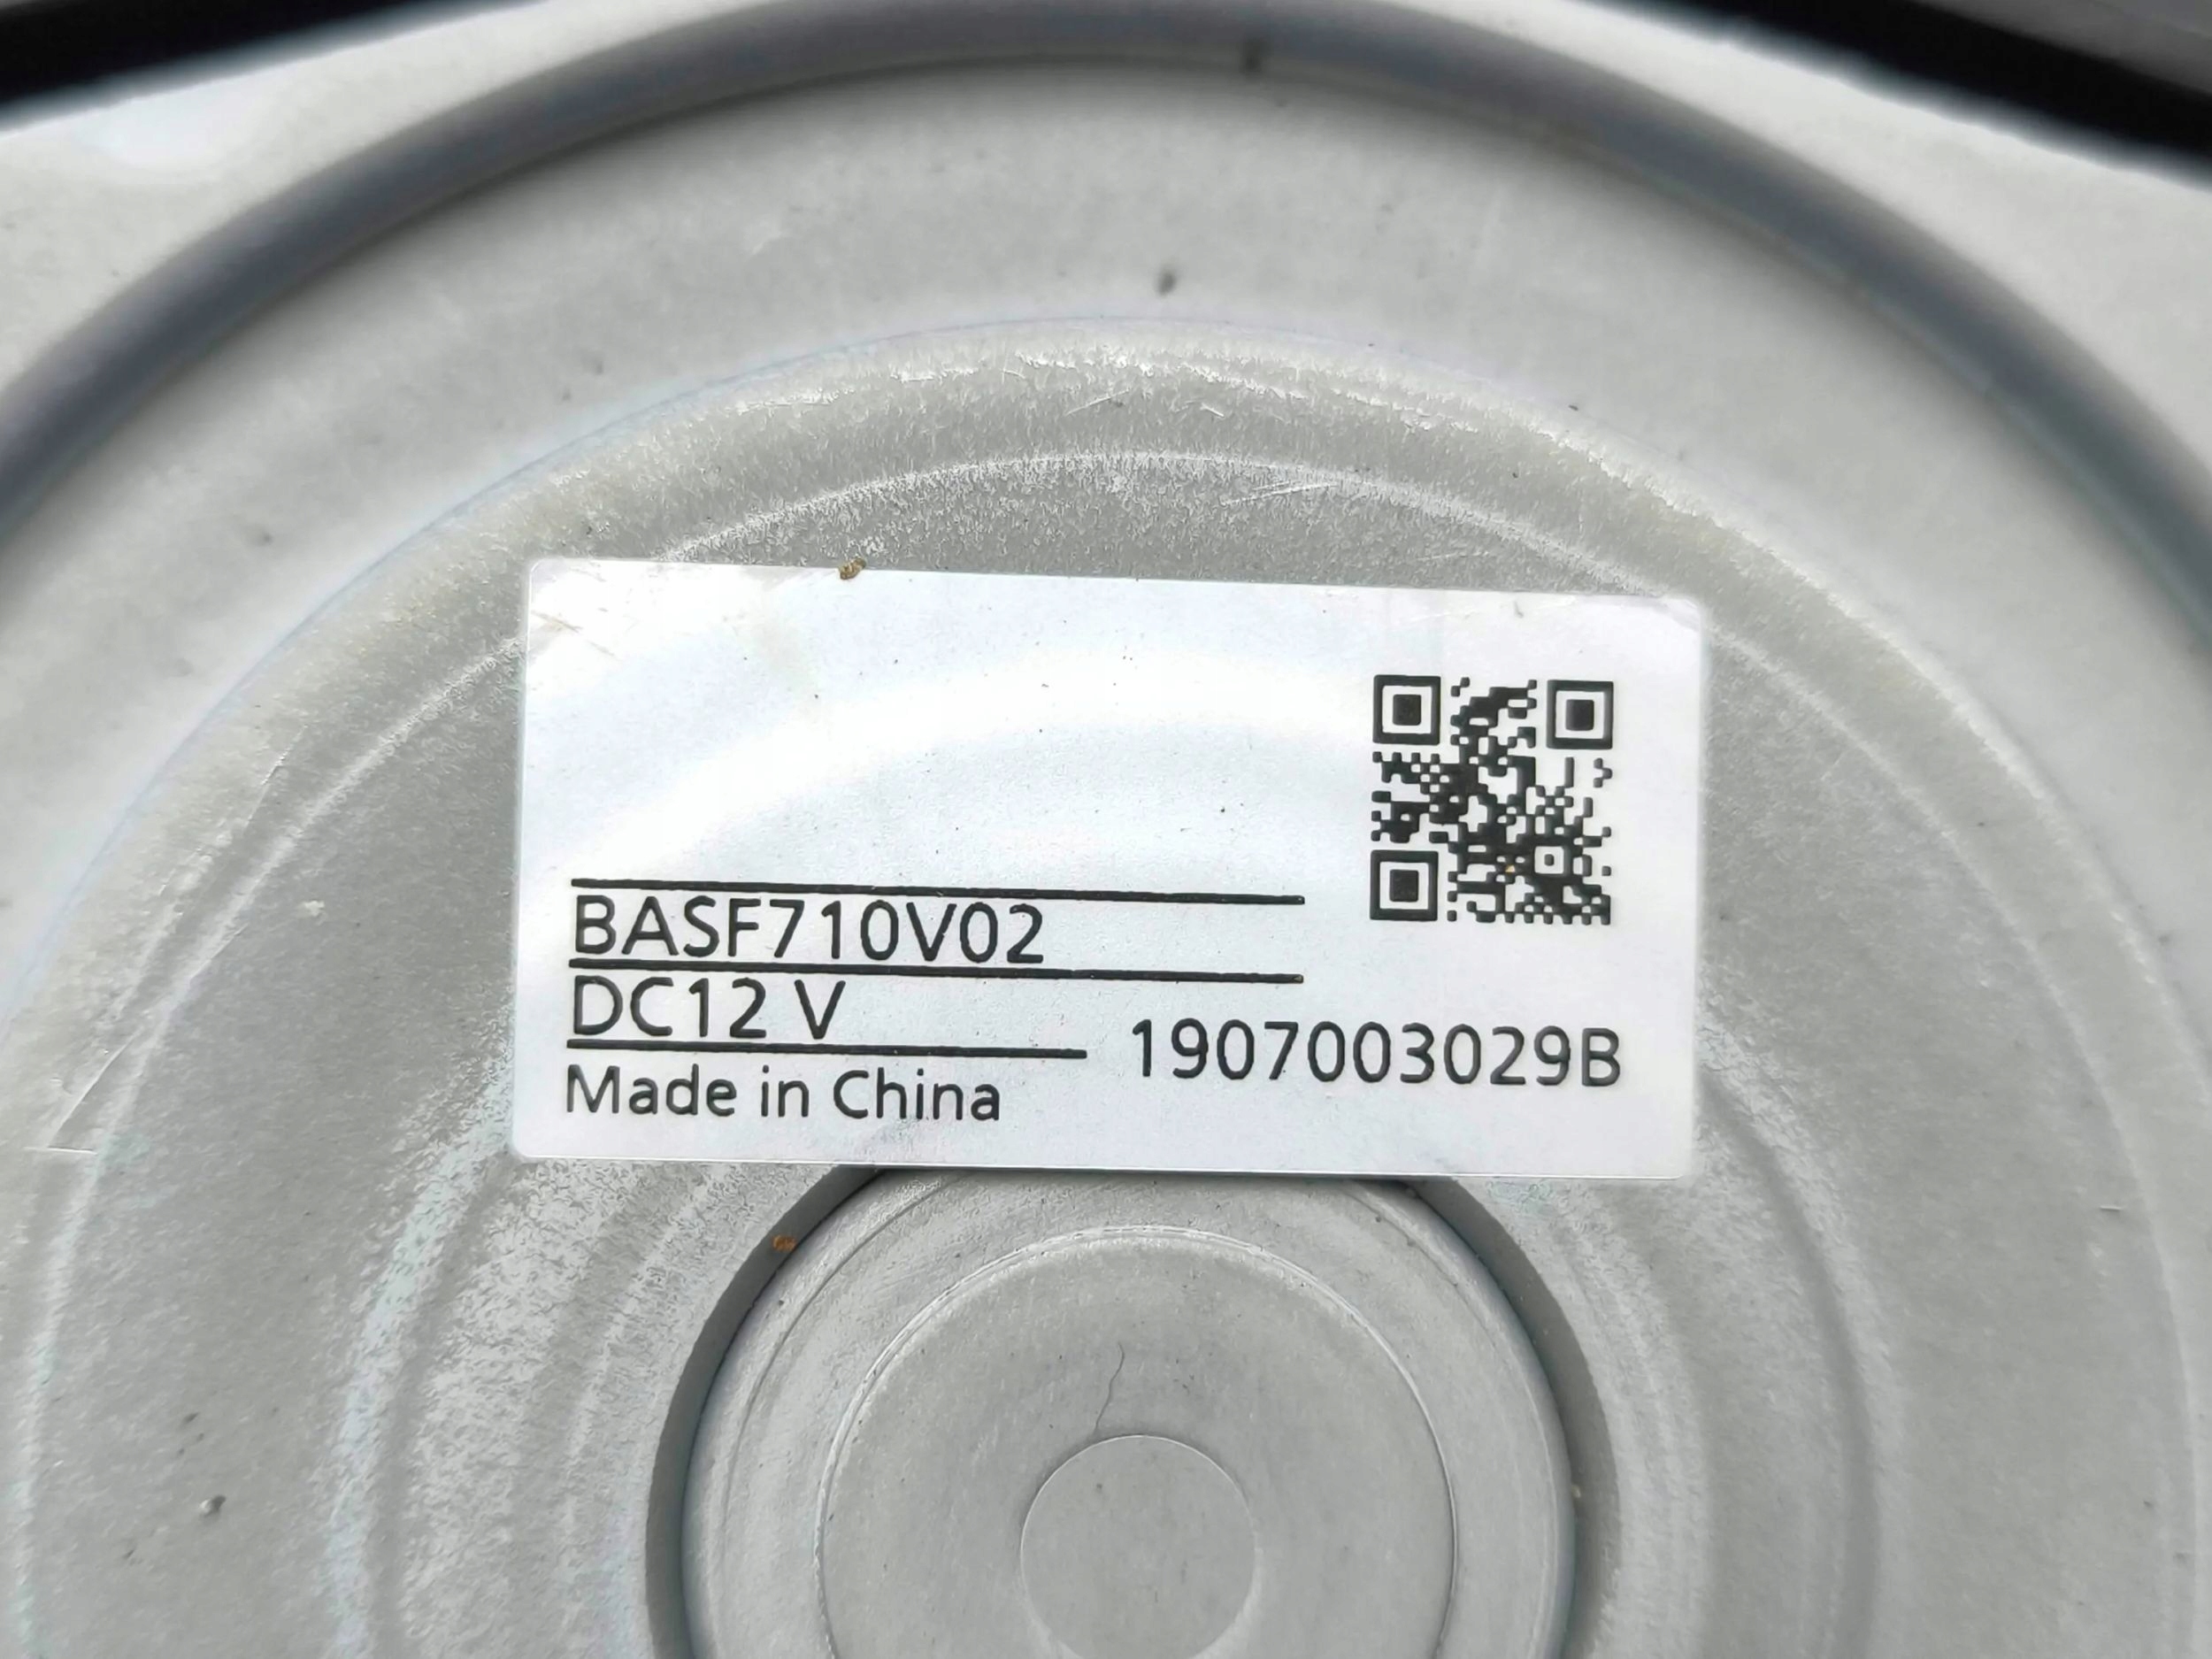 BASF710V02
DC12 V
1907003029B
Made in China